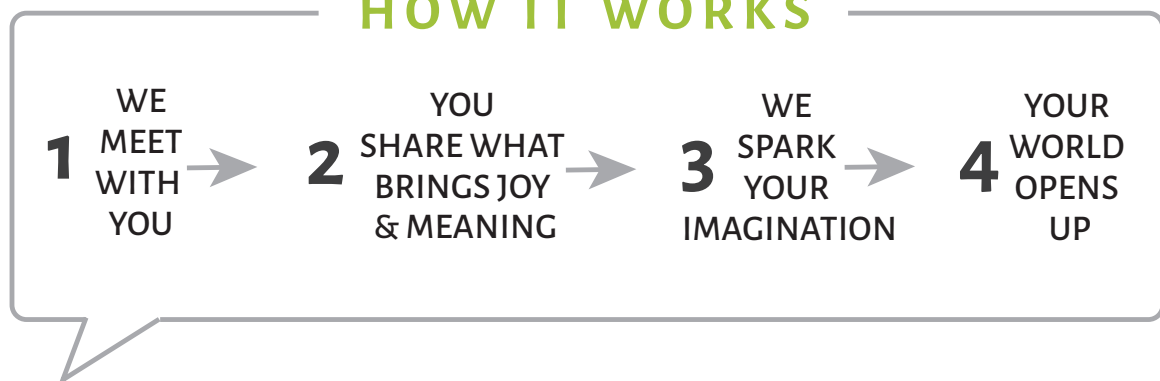 HOW IT WORKS
1
WE
MEET
WITH
YOU
2
YOU
SHARE WHAT
BRINGS JOY
& MEANING
3
WE
SPARK
YOUR
IMAGINATION
4
YOUR
WORLD
OPENS
UP